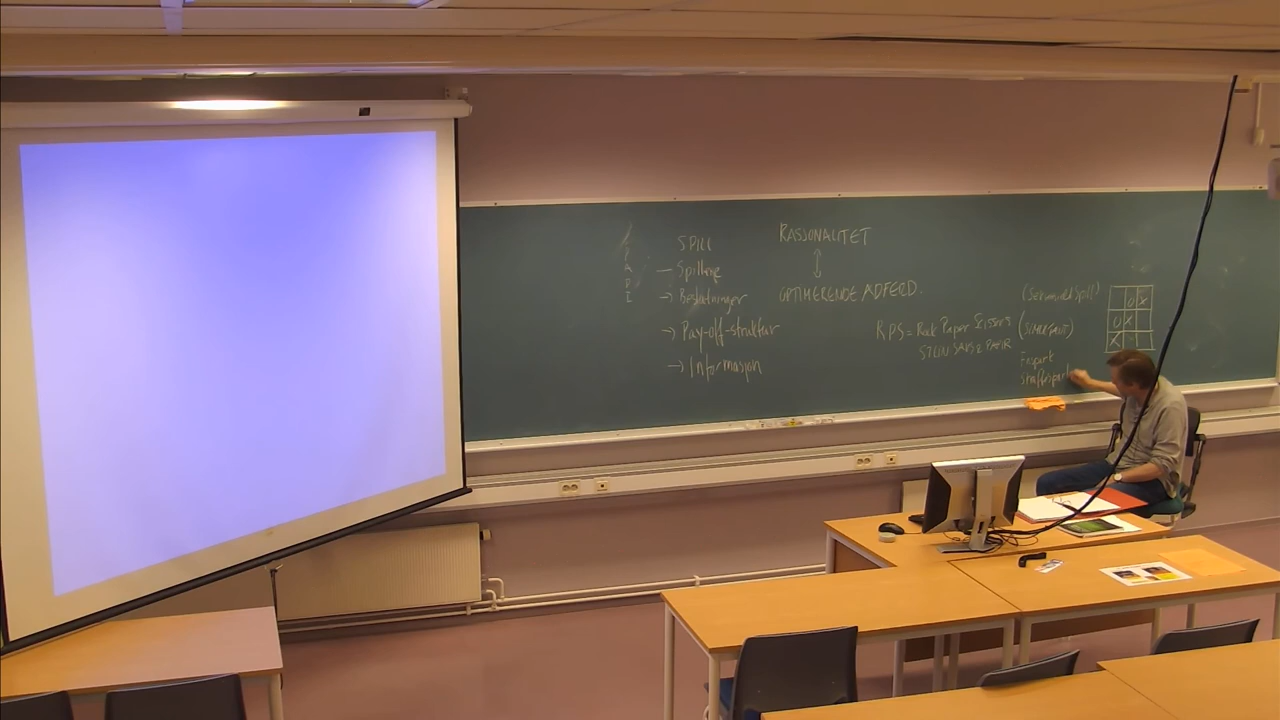 P
A
P
I
SPILL
— Spillere
→ Beslutninger
→ Pay-off-struktur
→ Informasjon
RASJONALITET
↕
OPTIMERENDE ADFERD.
RPS = Rock Paper Scissors (SIMULTANT)
STEIN SAKS & PAPIR
(Sekvensielt Spill)
O X
O X
X
Frispark
Straffespark